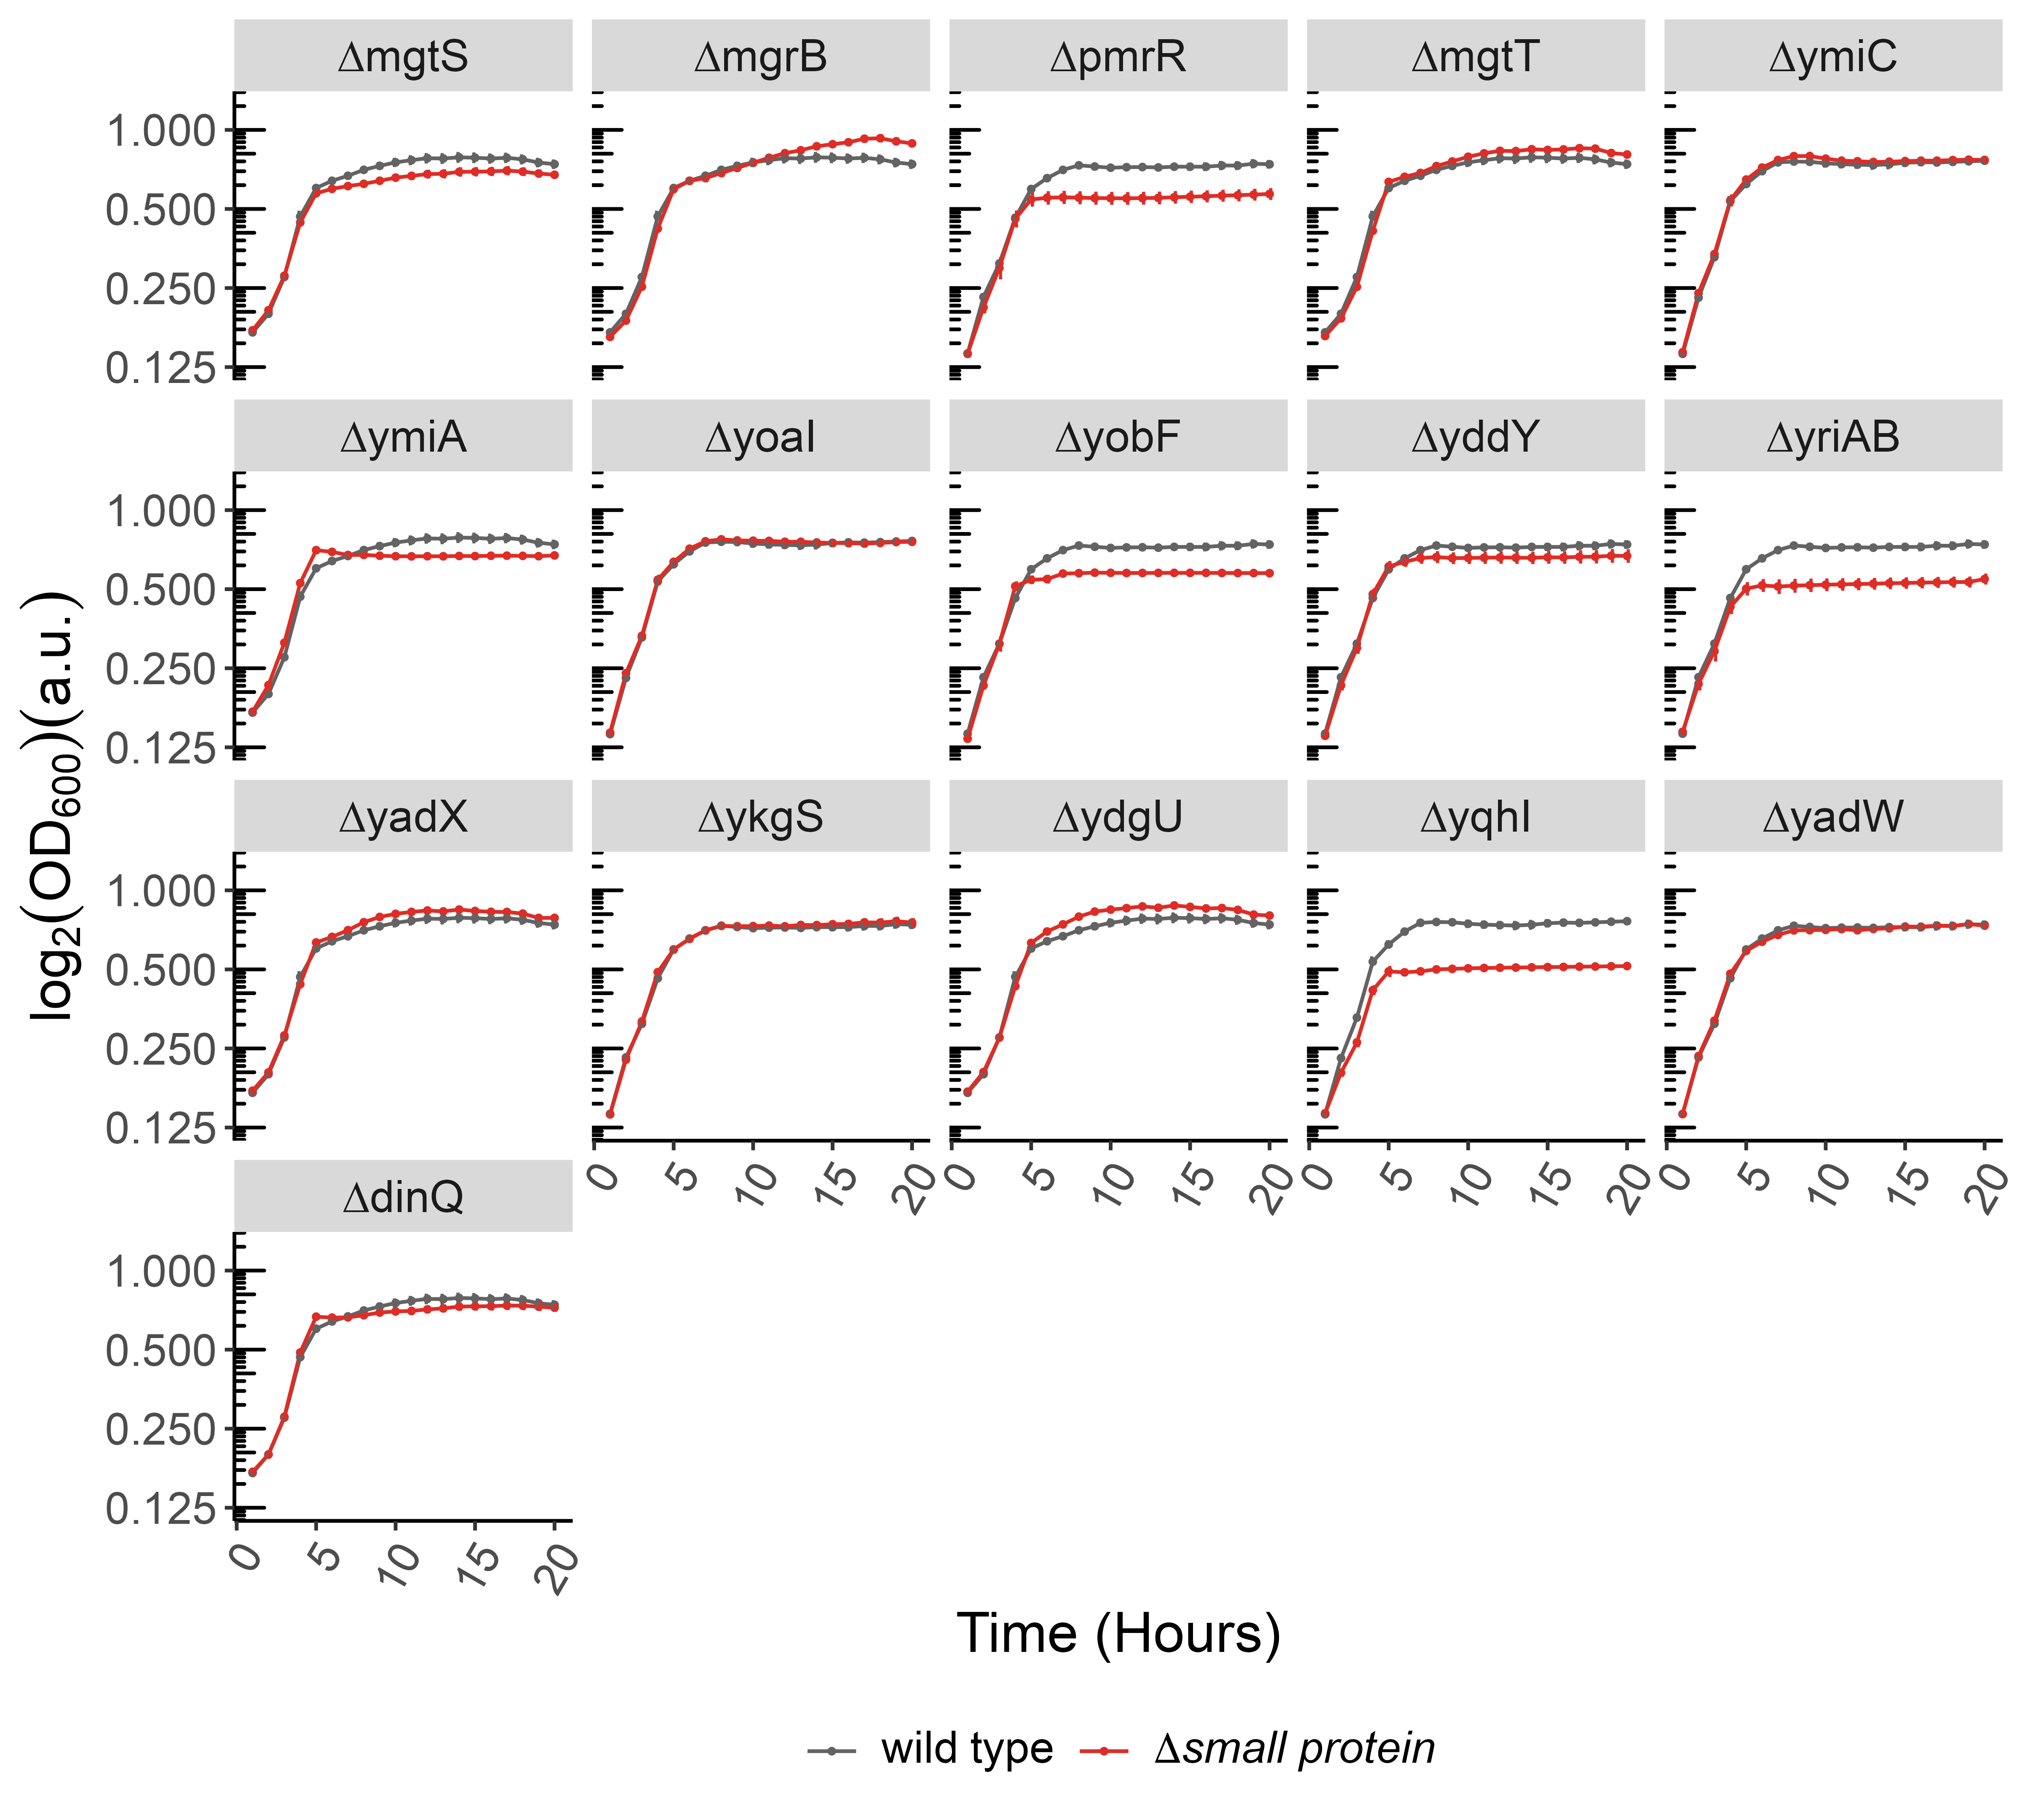 ΔmgtS ΔmgrB ΔpmrR ΔmgtT ΔymiC
1.000
0.500
0.250
0.125
ΔymiA ΔyoaI ΔyobF ΔyddY ΔyriAB
1.000
0.500
0.250
0.125
ΔyadX ΔykgS ΔydgU ΔyqhI ΔyadW
1.000
0.500
0.250
0.125
0 5 10 15 20 0 5 10 15 20 0 5 10 15 20 0 5 10 15 20
ΔdinQ
1.000
0.500
0.250
0.125
0 5 10 15 20
log2(OD600))(a.u.)
Time (Hours)
wild type Δsmall protein